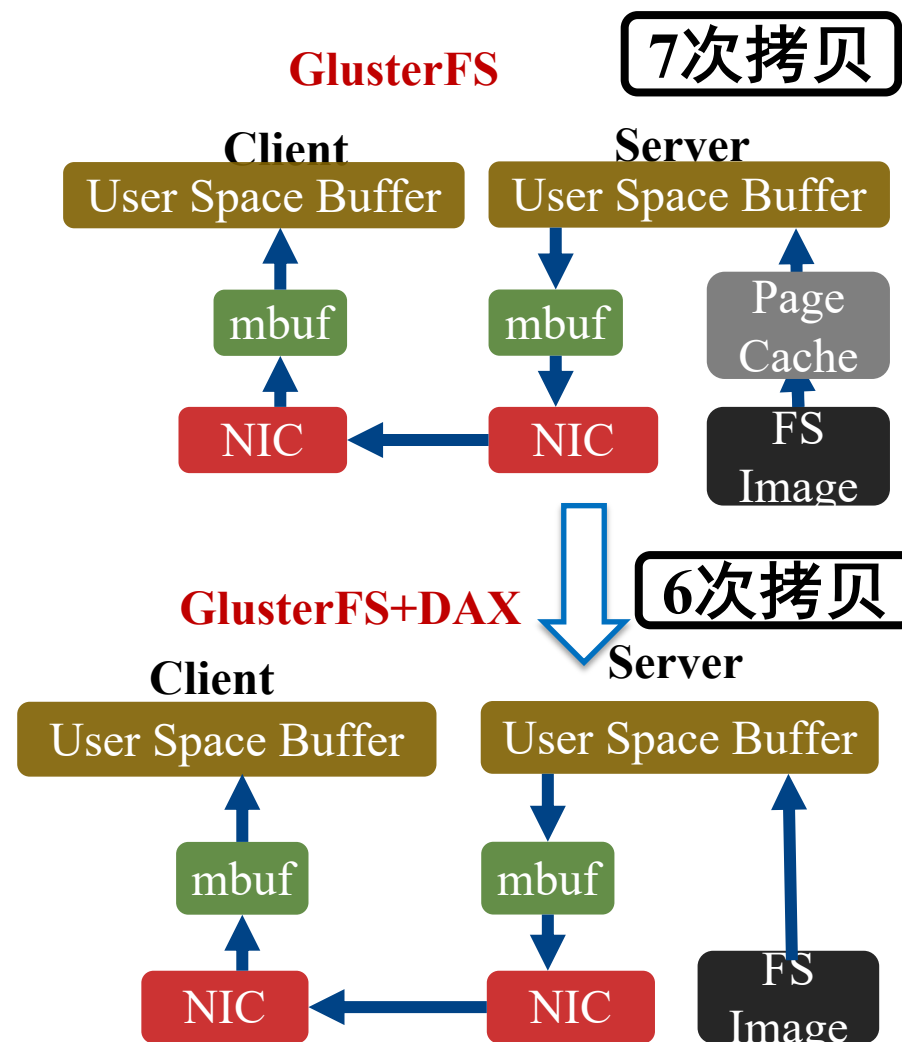 GlusterFS
7次拷贝
Client
Server
User Space Buffer
User Space Buffer
mbuf
mbuf
Page
Cache
NIC
NIC
FS
Image
GlusterFS+DAX
6次拷贝
Client
Server
User Space Buffer
User Space Buffer
mbuf
mbuf
NIC
NIC
FS
Image